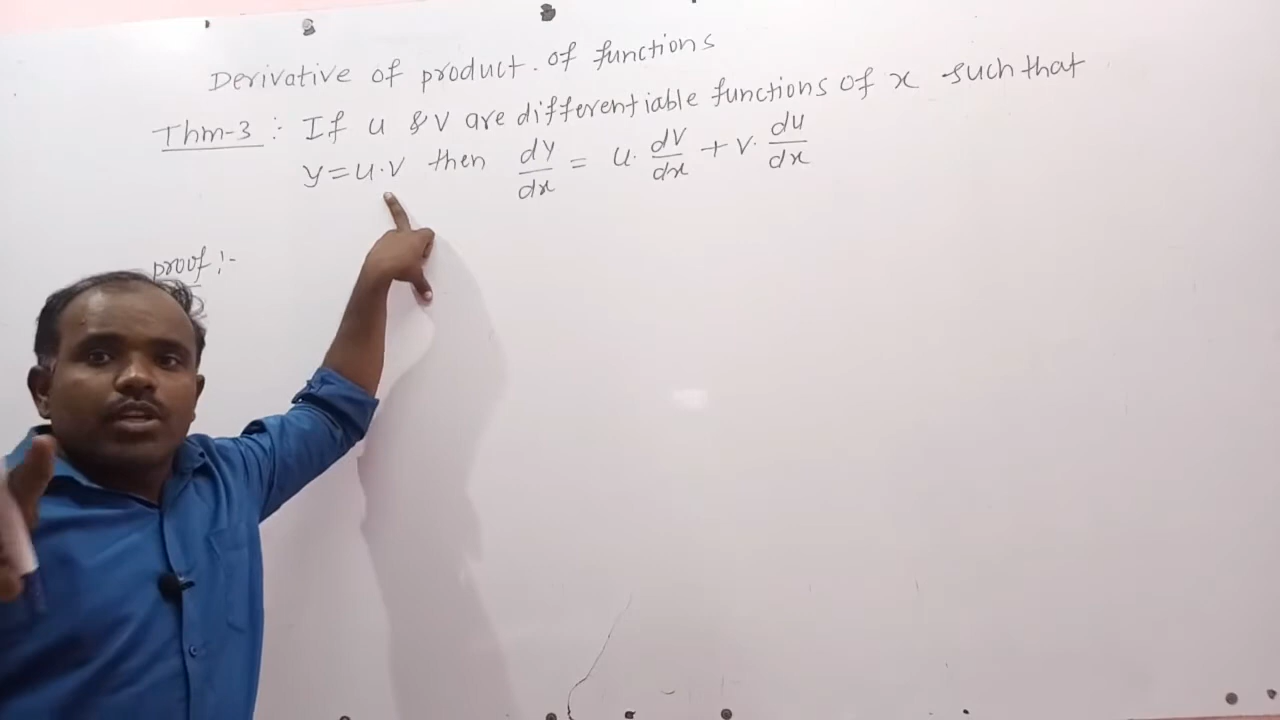 Derivative of product. of functions
Thm-3 : If u & v are differentiable functions of x such that
y=u.v then dy/dx = u. dv/dx + v. du/dx
proof :-